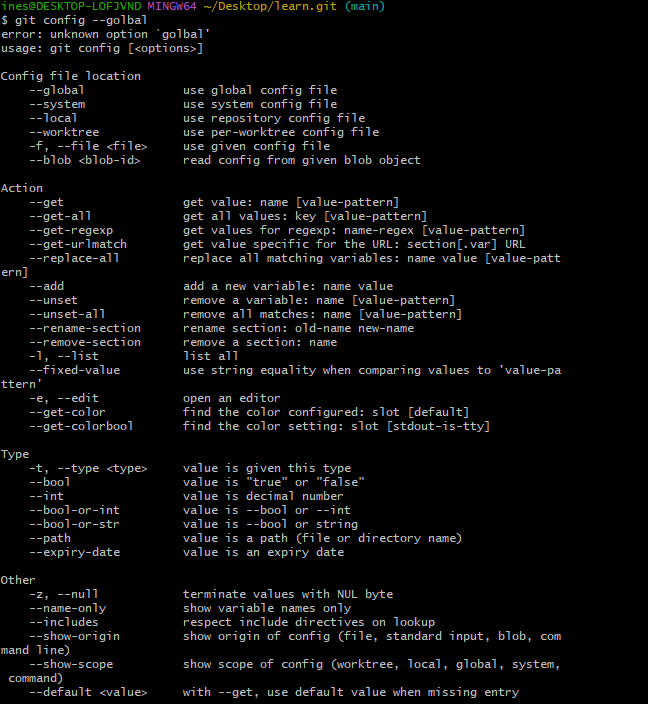 ines@DESKTOP-LOFJVND MINGW64 ~/Desktop/learn.git (main)
$ git config --golbal
error: unknown option `golbal'
usage: git config [<options>]

Config file location
    --global              use global config file
    --system              use system config file
    --local               use repository config file
    --worktree            use per-worktree config file
    -f, --file <file>     use given config file
    --blob <blob-id>      read config from given blob object

Action
    --get                 get value: name [value-pattern]
    --get-all             get all values: key [value-pattern]
    --get-regexp          get values for regexp: name-regex [value-pattern]
    --get-urlmatch        get value specific for the URL: section[.var] URL
    --replace-all         replace all matching variables: name value [value-patt
ern]
    --add                 add a new variable: name value
    --unset               remove a variable: name [value-pattern]
    --unset-all           remove all matches: name [value-pattern]
    --rename-section      rename section: old-name new-name
    --remove-section      remove a section: name
    -l, --list            list all
    --fixed-value         use string equality when comparing values to 'value-pa
ttern'
    -e, --edit            open an editor
    --get-color           find the color configured: slot [default]
    --get-colorbool       find the color setting: slot [stdout-is-tty]

Type
    -t, --type <type>     value is given this type
    --bool                value is "true" or "false"
    --int                 value is decimal number
    --bool-or-int         value is --bool or --int
    --bool-or-str         value is --bool or string
    --path                value is a path (file or directory name)
    --expiry-date         value is an expiry date

Other
    -z, --null            terminate values with NUL byte
    --name-only           show variable names only
    --includes            respect include directives on lookup
    --show-origin         show origin of config (file, standard input, blob, com
mand line)
    --show-scope          show scope of config (worktree, local, global, system,
 command)
    --default <value>     with --get, use default value when missing entry